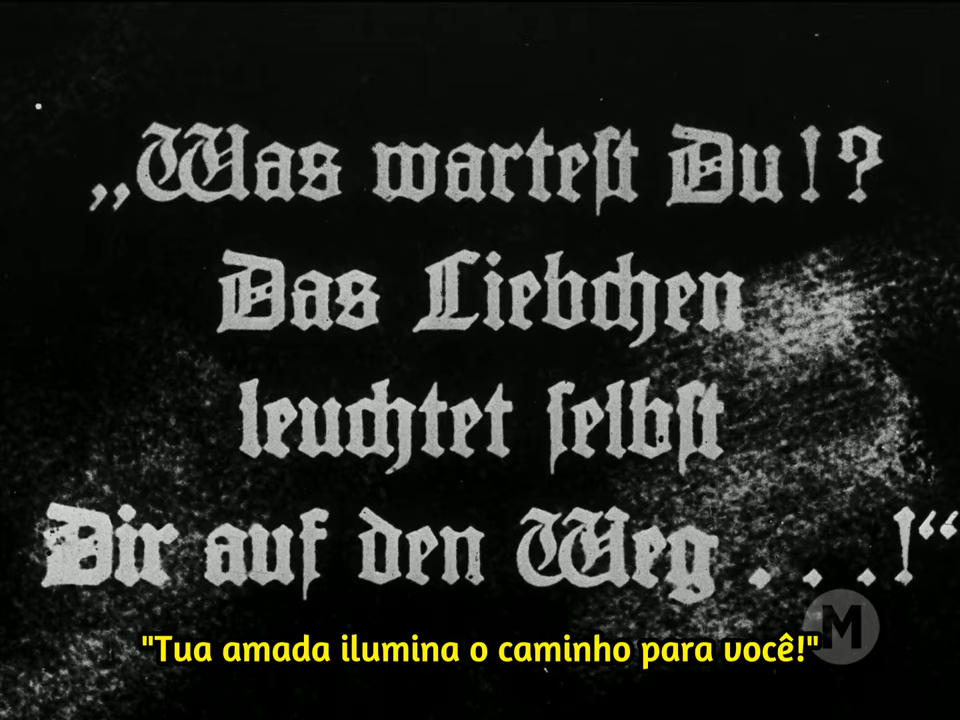 „Was warteſt Du!?
Das Liebchen
leuchtet ſelbſt
Dir auf den Weg . . .!“
"Tua amada ilumina o caminho para você!"
M